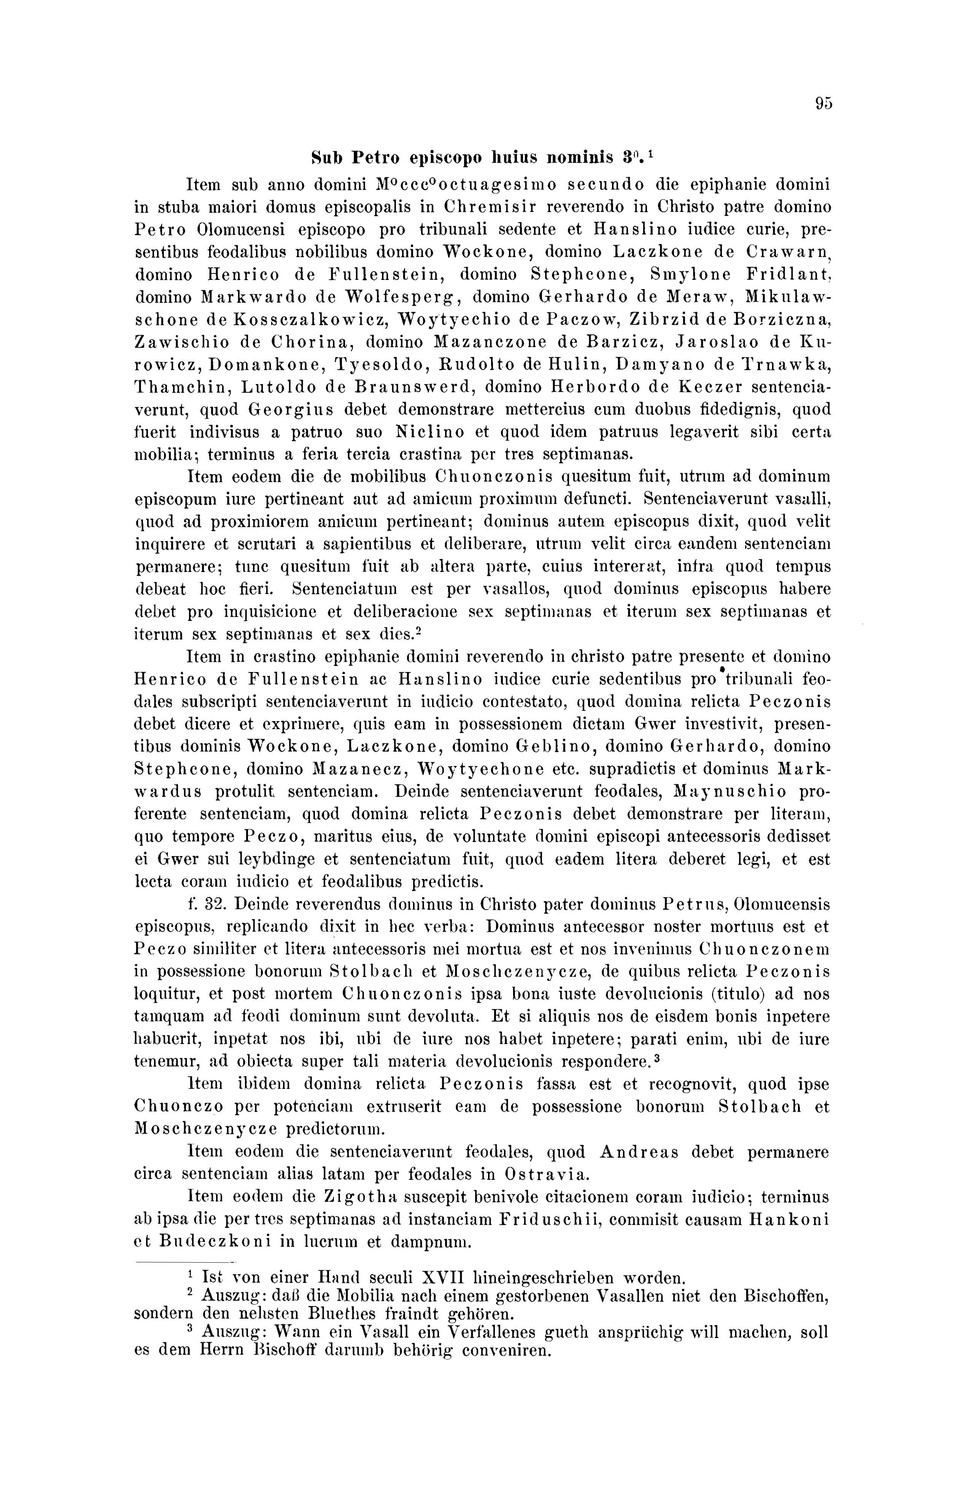 95
Sub Petro episcopo huius nominis 3º. ¹
Item sub anno domini Mºcccºoctuagesimo secundo die epiphanie domini
in stuba maiori domus episcopalis in Chremisir reverendo in Christo patre domino
Petro Olomucensi episcopo pro tribunali sedente et Hanslino iudice curie, pre-
sentibus feodalibus nobilibus domino Wockone, domino Laczkone de Crawarn,
domino Henrico de Fullenstein, domino Stephcone, Smylone Fridlant,
domino Markwardo de Wolfesperg, domino Gerhardo de Meraw, Mikulaw-
schone de Kossczalkowicz, Woytyechio de Paczow, Zibrzid de Borziczna,
Zawischio de Chorina, domino Mazanczone de Barzicz, Jaroslao de Ku-
rowicz, Domankone, Tyesoldo, Rudolto de Hulin, Damyano de Trnawka,
Thamchin, Lutoldo de Braunswerd, domino Herbordo de Keczer sentencia-
verunt, quod Georgius debet demonstrare mettercius cum duobus fidedignis, quod
fuerit indivisus a patruo suo Niclino et quod idem patruus legaverit sibi certa
mobilia; terminus a feria tercia crastina per tres septimanas.
Item eodem die de mobilibus Chuonczonis quesitum fuit, utrum ad dominum
episcopum iure pertineant aut ad amicum proximum defuncti. Sentenciaverunt vasalli,
quod ad proximiorem amicum pertineant; dominus autem episcopus dixit, quod velit
inquirere et scrutari a sapientibus et deliberare, utrum velit circa eandem sentenciam
permanere; tunc quesitum fuit ab altera parte, cuius intererat, infra quod tempus
debeat hoc fieri. Sentenciatum est per vasallos, quod dominus episcopus habere
debet pro inquisicione et deliberacione sex septimanas et iterum sex septimanas et
iterum sex septimanas et sex dies.²
Item in crastino epiphanie domini reverendo in christo patre presente et domino
Henrico de Fullenstein ac Hanslino iudice curie sedentibus pro tribunali feo-
dales subscripti sentenciaverunt in iudicio contestato, quod domina relicta Peczonis
debet dicere et exprimere, quis eam in possessionem dictam Gwer investivit, presen-
tibus dominis Wockone, Laczkone, domino Geblino, domino Gerhardo, domino
Stephcone, domino Mazanecz, Woytyechone etc. supradictis et dominus Mark-
wardus protulit sentenciam. Deinde sentenciaverunt feodales, Maynuschio pro-
ferente sentenciam, quod domina relicta Peczonis debet demonstrare per literam,
quo tempore Peczo, maritus eius, de voluntate domini episcopi antecessoris dedisset
ei Gwer sui leybdinge et sentenciatum fuit, quod eadem litera deberet legi, et est
lecta coram iudicio et feodalibus predictis.
f. 32. Deinde reverendus dominus in Christo pater dominus Petrus, Olomucensis
episcopus, replicando dixit in hec verba: Dominus antecessor noster mortuus est et
Peczo similiter et litera antecessoris mei mortua est et nos invenimus Chuonczonem
in possessione bonorum Stolbach et Moschczenycze, de quibus relicta Peczonis
loquitur, et post mortem Chuonczonis ipsa bona iuste devolucionis (titulo) ad nos
tamquam ad feodi dominum sunt devoluta. Et si aliquis nos de eisdem bonis inpetere
habuerit, inpetat nos ibi, ubi de iure nos habet inpetere; parati enim, ubi de iure
tenemur, ad obiecta super tali materia devolucionis respondere.³
Item ibidem domina relicta Peczonis fassa est et recognovit, quod ipse
Chuonczo per potenciam extruserit eam de possessione bonorum Stolbach et
Moschczenycze predictorum.
Item eodem die sentenciaverunt feodales, quod Andreas debet permanere
circa sentenciam alias latam per feodales in Ostravia.
Item eodem die Zigotha suscepit benivole citacionem coram iudicio; terminus
ab ipsa die per tres septimanas ad instanciam Friduschii, commisit causam Hankoni
et Budeczkoni in lucrum et dampnum.
¹ Ist von einer Hand seculi XVII hineingeschrieben worden.
² Auszug: daß die Mobilia nach einem gestorbenen Vasallen niet den Bischoffen,
sondern den nehsten Bluethes fraindt gehören.
³ Auszug: Wann ein Vasall ein Verfallenes gueth ansprüchig will machen, soll
es dem Herrn Bischoff darumb behörig conveniren.